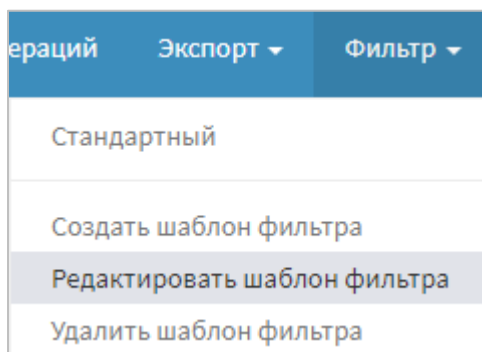 ераций Экспорт Фильтр
Стандартный
Создать шаблон фильтра
Редактировать шаблон фильтра
Удалить шаблон фильтра